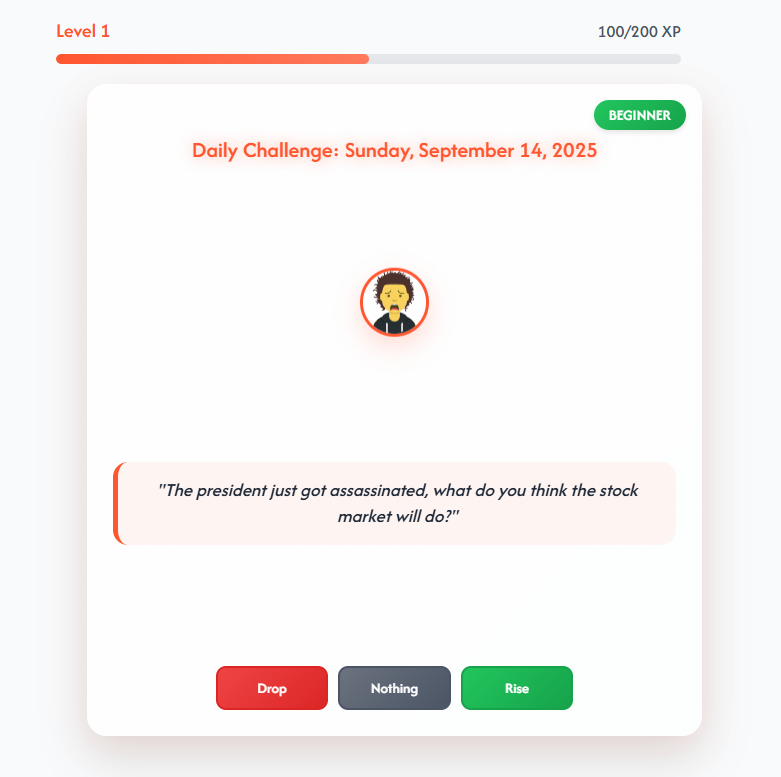 Level 1
100/200 XP
BEGINNER
Daily Challenge: Sunday, September 14, 2025
"The president just got assassinated, what do you think the stock
market will do?"
Drop
Nothing
Rise